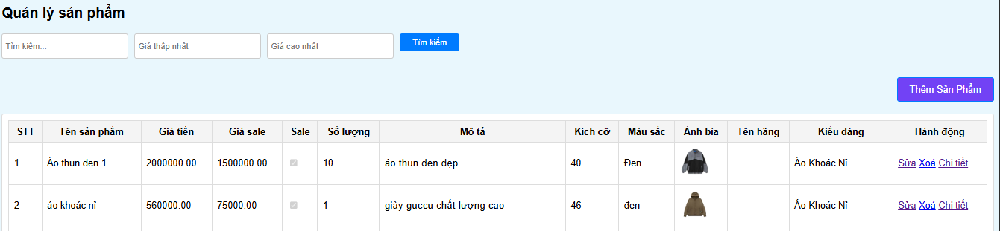 Quản lý sản phẩm
Tìm kiếm... Giá thấp nhất Giá cao nhất Tìm kiếm
Thêm Sản Phẩm
STT Tên sản phẩm Giá tiền Giá sale Sale Số lượng Mô tả Kích cỡ Màu sắc Ảnh bìa Tên hãng Kiểu dáng Hành động
1 Áo thun đen 1 2000000.00 1500000.00 10 áo thun đen đẹp 40 Đen Áo Khoác Nỉ Sửa Xoá Chi tiết
2 áo khoác nỉ 560000.00 75000.00 1 giày guccu chất lượng cao 46 đen Áo Khoác Nỉ Sửa Xoá Chi tiết